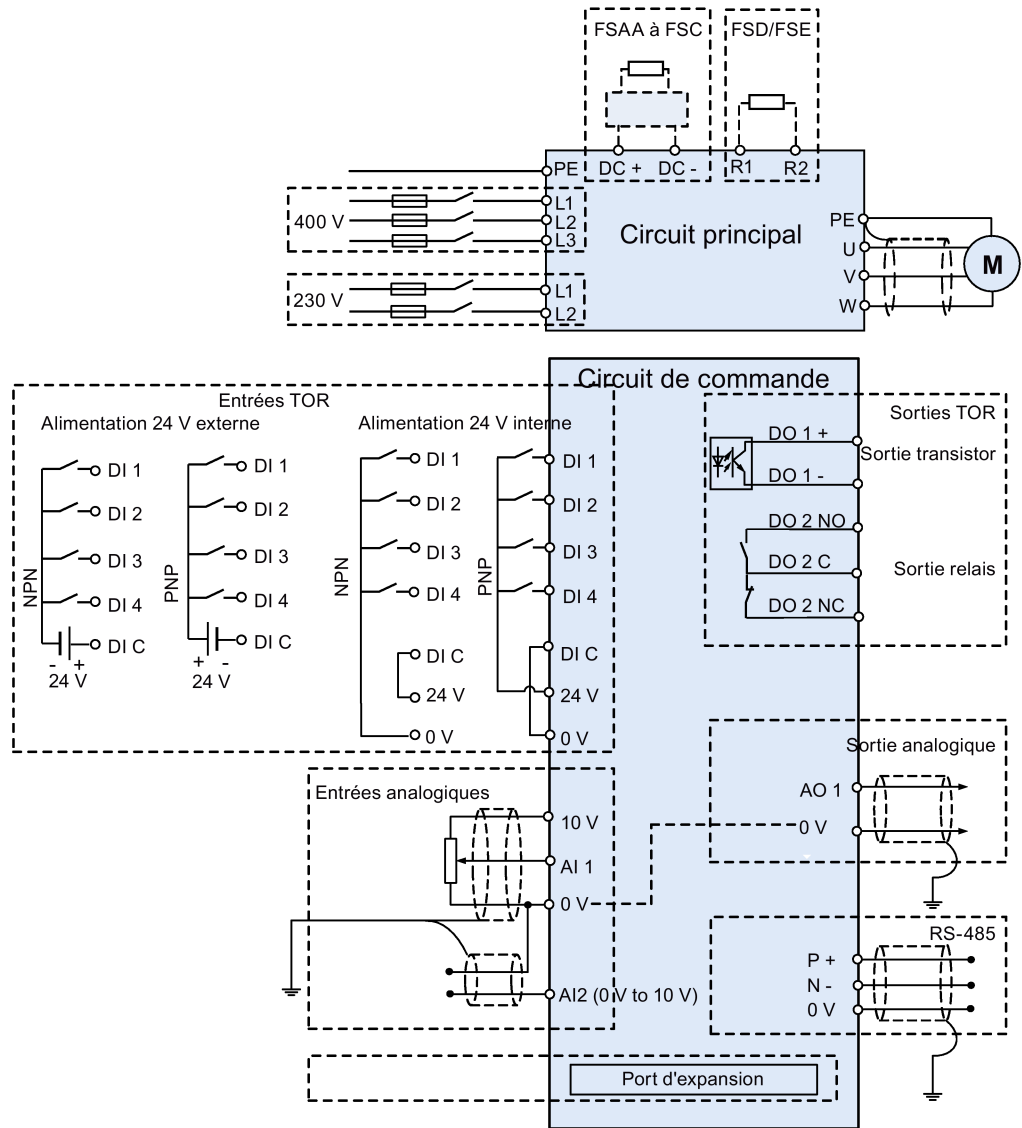 FSAA à FSC
FSD/FSE
PE
DC +
DC -
R1
R2
400 V
L1
L2
L3
230 V
L1
L2
Circuit principal
PE
U
V
W
M
Circuit de commande
Entrées TOR
Alimentation 24 V externe
Alimentation 24 V interne
NPN
DI 1
DI 2
DI 3
DI 4
DI C
- +
24 V
PNP
DI 1
DI 2
DI 3
DI 4
DI C
+ -
24 V
NPN
DI 1
DI 2
DI 3
DI 4
DI C
24 V
0 V
PNP
DI 1
DI 2
DI 3
DI 4
DI C
24 V
0 V
Sorties TOR
DO 1 +
Sortie transistor
DO 1 -
DO 2 NO
DO 2 C
Sortie relais
DO 2 NC
Sortie analogique
AO 1
0 V
Entrées analogiques
10 V
AI 1
0 V
AI2 (0 V to 10 V)
RS-485
P +
N -
0 V
Port d'expansion